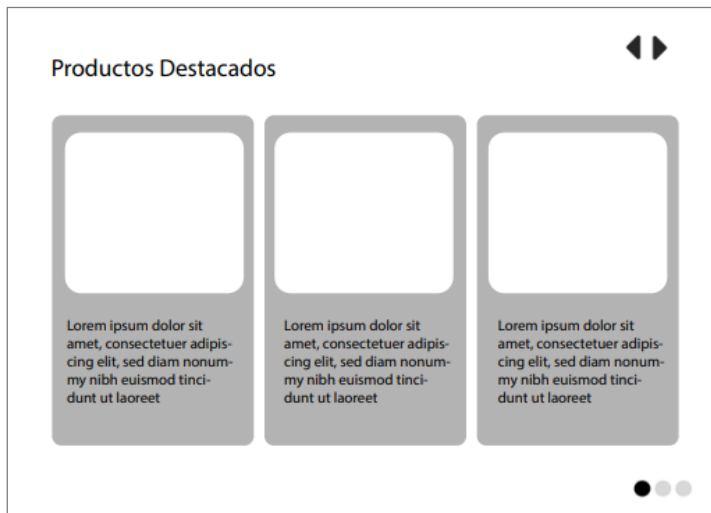 Productos Destacados
Lorem ipsum dolor sit
amet, consectetuer adipis-
cing elit, sed diam nonum-
my nibh euismod tinci-
dunt ut laoreet
Lorem ipsum dolor sit
amet, consectetuer adipis-
cing elit, sed diam nonum-
my nibh euismod tinci-
dunt ut laoreet
Lorem ipsum dolor sit
amet, consectetuer adipis-
cing elit, sed diam nonum-
my nibh euismod tinci-
dunt ut laoreet